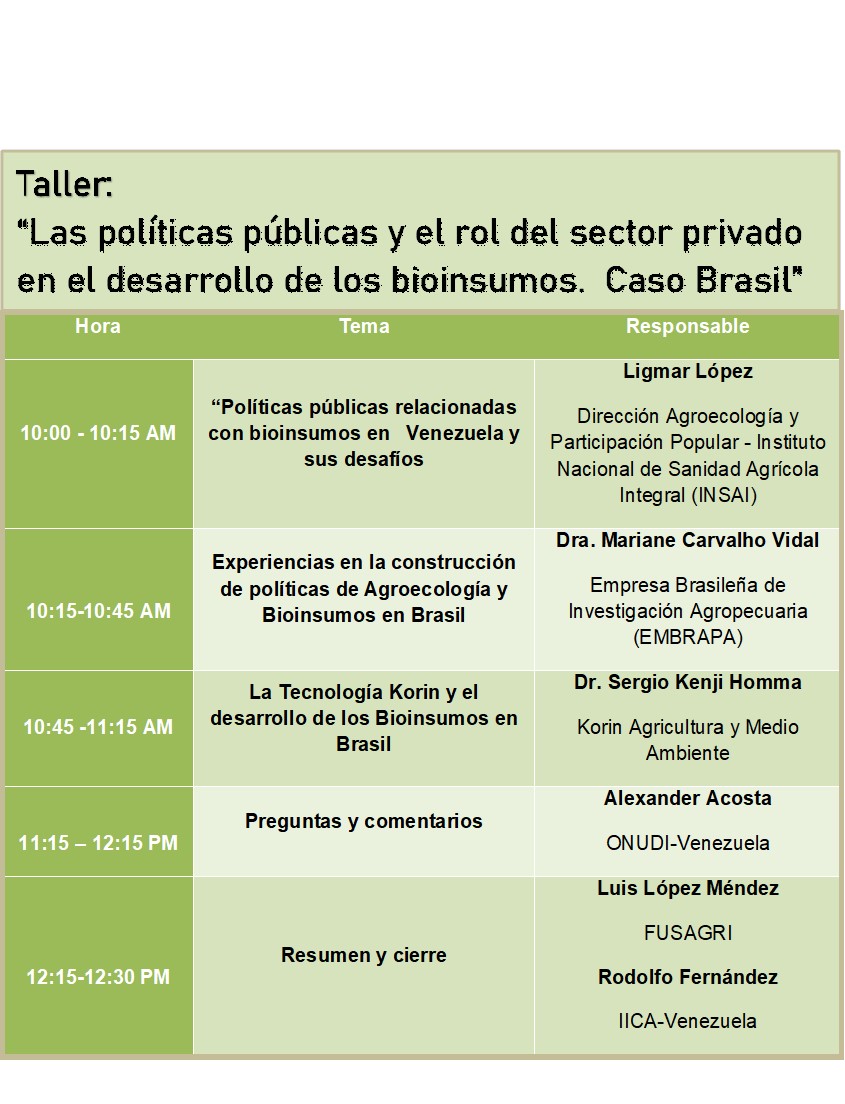 Taller:
“Las políticas públicas y el rol del sector privado
en el desarrollo de los bioinsumos.  Caso Brasil”
Hora Tema Responsable
10:00 - 10:15 AM
“Políticas públicas relacionadas
con bioinsumos en   Venezuela y
sus desafíos
Ligmar López
Dirección Agroecología y
Participación Popular - Instituto
Nacional de Sanidad Agrícola
Integral (INSAI)
10:15-10:45 AM
Experiencias en la construcción
de políticas de Agroecología y
Bioinsumos en Brasil
Dra. Mariane Carvalho Vidal
Empresa Brasileña de
Investigación Agropecuaria
(EMBRAPA)
10:45 -11:15 AM
La Tecnología Korin y el
desarrollo de los Bioinsumos en
Brasil
Dr. Sergio Kenji Homma
Korin Agricultura y Medio
Ambiente
11:15 – 12:15 PM
Preguntas y comentarios
Alexander Acosta
ONUDI-Venezuela
12:15-12:30 PM
Resumen y cierre
Luis López Méndez
FUSAGRI
Rodolfo Fernández
IICA-Venezuela